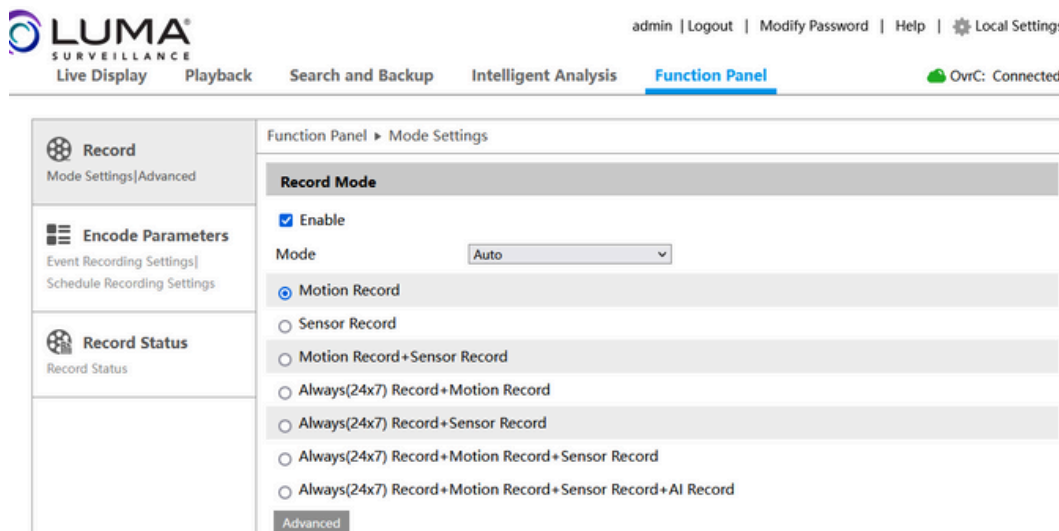 LUMA
SURVEILLANCE
admin | Logout | Modify Password | Help | Local Settings
Live Display Playback Search and Backup Intelligent Analysis Function Panel OvrC: Connected
Record
Mode Settings|Advanced
Encode Parameters
Event Recording Settings|
Schedule Recording Settings
Record Status
Record Status
Function Panel ▸ Mode Settings
Record Mode
Enable
Mode Auto
Motion Record
Sensor Record
Motion Record+Sensor Record
Always(24x7) Record+Motion Record
Always(24x7) Record+Sensor Record
Always(24x7) Record+Motion Record+Sensor Record
Always(24x7) Record+Motion Record+Sensor Record+AI Record
Advanced